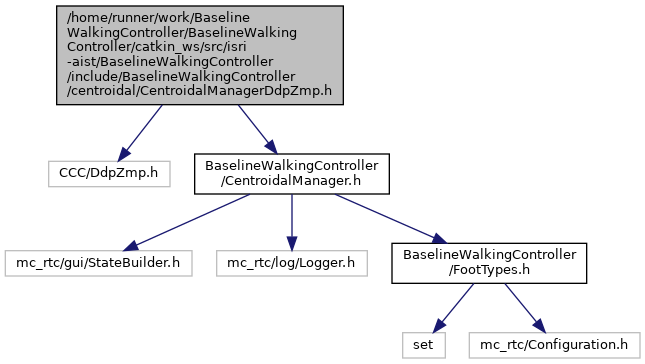 /home/runner/work/Baseline
WalkingController/BaselineWalking
Controller/catkin_ws/src/isri
-aist/BaselineWalkingController
/include/BaselineWalkingController
/centroidal/CentroidalManagerDdpZmp.h
CCC/DdpZmp.h
BaselineWalkingController
/CentroidalManager.h
mc_rtc/gui/StateBuilder.h
mc_rtc/log/Logger.h
BaselineWalkingController
/FootTypes.h
set
mc_rtc/Configuration.h